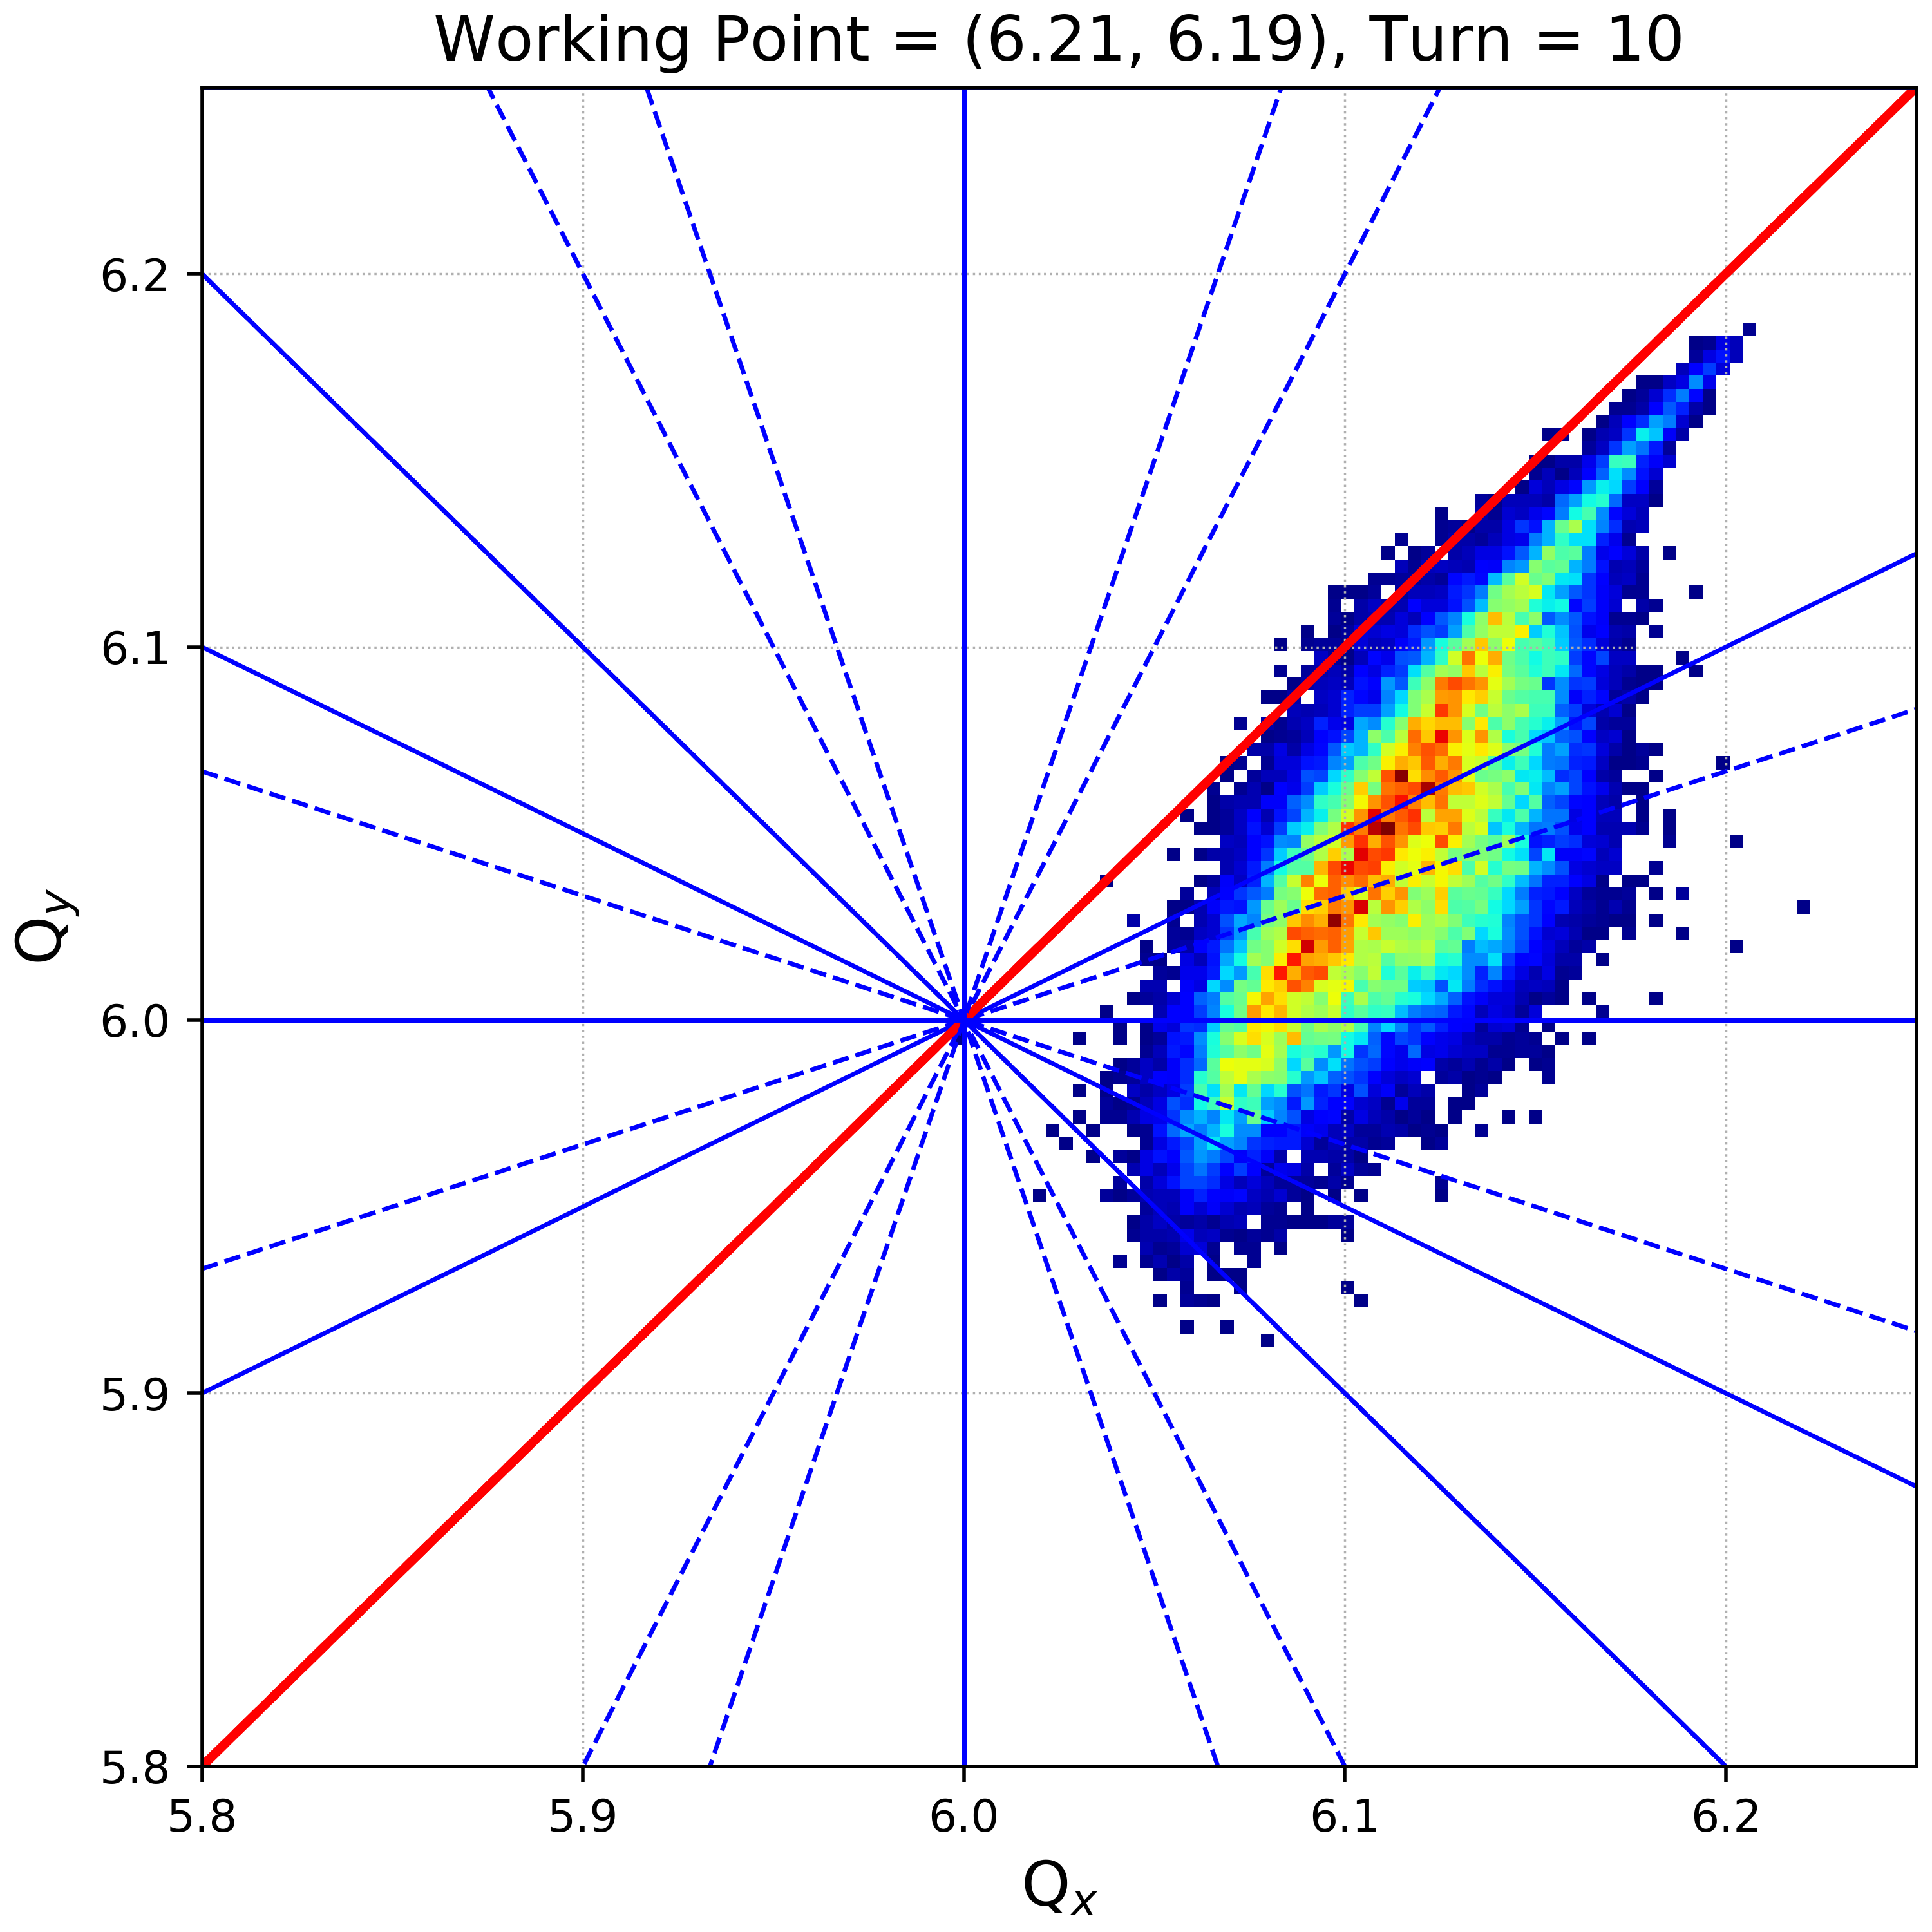 Working Point = (6.21, 6.19), Turn = 10
6.2
6.1
6.0
5.9
5.8
Qy
5.8 5.9 6.0 6.1 6.2
Qx